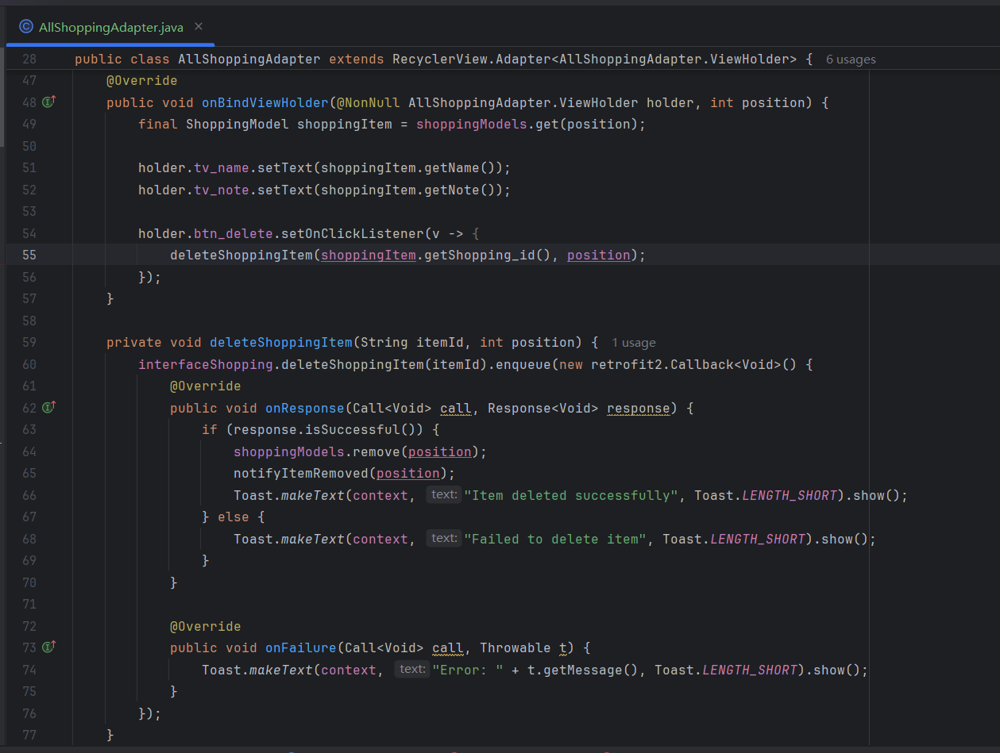 AllShoppingAdapter.java
28 public class AllShoppingAdapter extends RecyclerView.Adapter<AllShoppingAdapter.ViewHolder> { 6 usages
47 @Override
48 public void onBindViewHolder(@NonNull AllShoppingAdapter.ViewHolder holder, int position) {
49 final ShoppingModel shoppingItem = shoppingModels.get(position);
50
51 holder.tv_name.setText(shoppingItem.getName());
52 holder.tv_note.setText(shoppingItem.getNote());
53
54 holder.btn_delete.setOnClickListener(v -> {
55 deleteShoppingItem(shoppingItem.getShopping_id(), position);
56 });
57 }
58
59 private void deleteShoppingItem(String itemId, int position) { 1 usage
60 interfaceShopping.deleteShoppingItem(itemId).enqueue(new retrofit2.Callback<Void>() {
61 @Override
62 public void onResponse(Call<Void> call, Response<Void> response) {
63 if (response.isSuccessful()) {
64 shoppingModels.remove(position);
65 notifyItemRemoved(position);
66 Toast.makeText(context, text: "Item deleted successfully", Toast.LENGTH_SHORT).show();
67 } else {
68 Toast.makeText(context, text: "Failed to delete item", Toast.LENGTH_SHORT).show();
69 }
70 }
71
72 @Override
73 public void onFailure(Call<Void> call, Throwable t) {
74 Toast.makeText(context, text: "Error: " + t.getMessage(), Toast.LENGTH_SHORT).show();
75 }
76 });
77 }